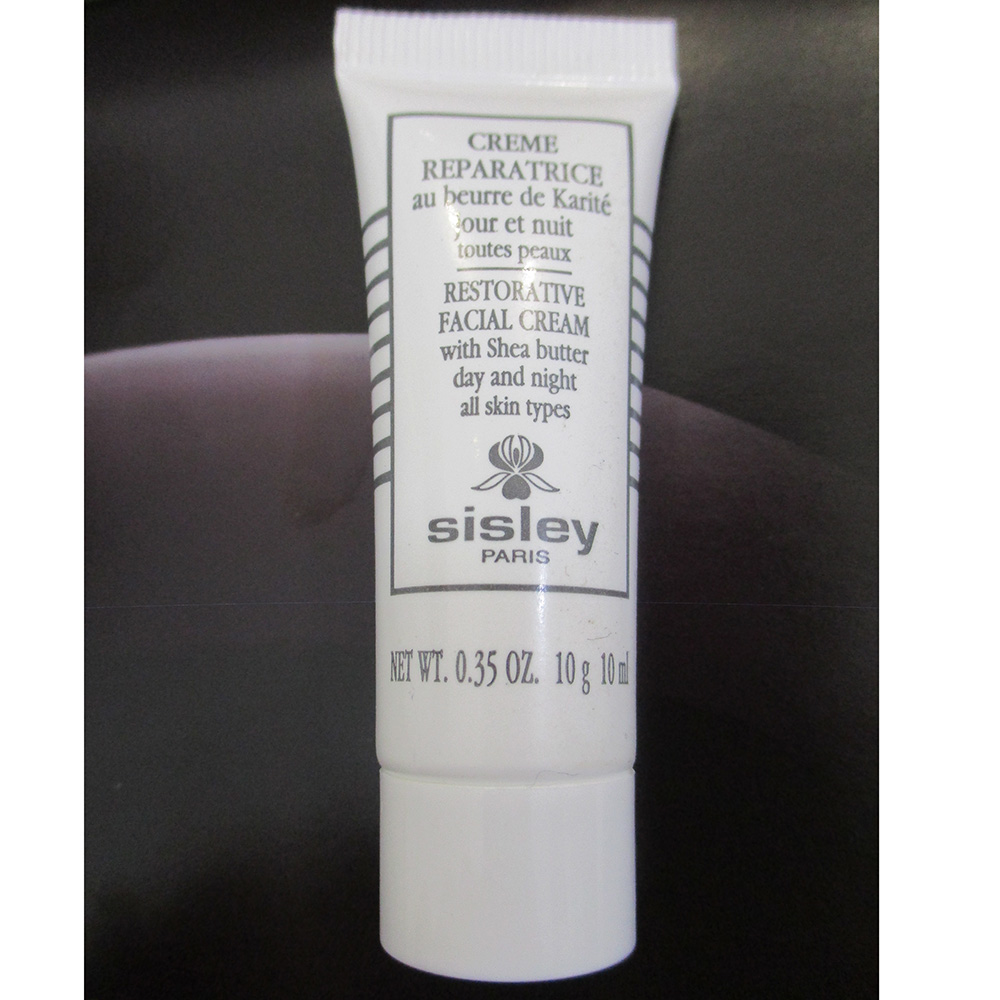 CREME
REPARATRICE
au beurre de Karité
jour et nuit
toutes peaux
RESTORATIVE
FACIAL CREAM
with Shea butter
day and night
all skin types
sisley
PARIS
NET WT. 0.35 OZ. 10 g 10 ml